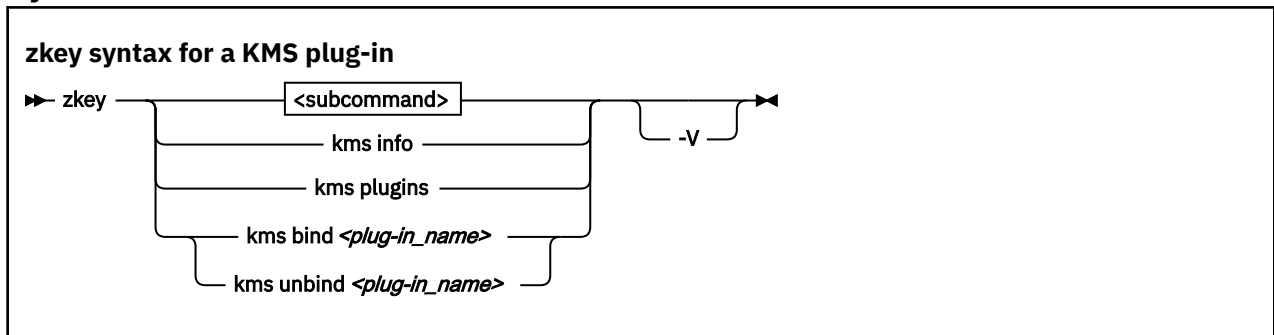 zkey syntax for a KMS plug-in
zkey <subcommand>
-V
kms info
kms plugins
kms bind <plug-in_name>
kms unbind <plug-in_name>